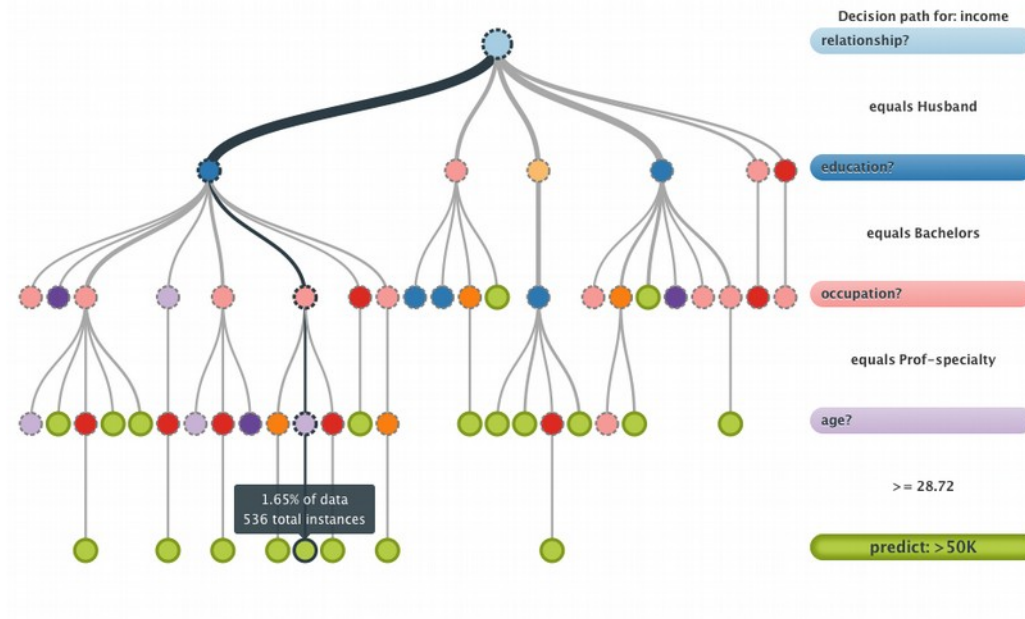 Decision path for: income
relationship?
equals Husband
education?
equals Bachelors
occupation?
equals Prof-specialty
age?
>= 28.72
1.65% of data
536 total instances
predict: >50K